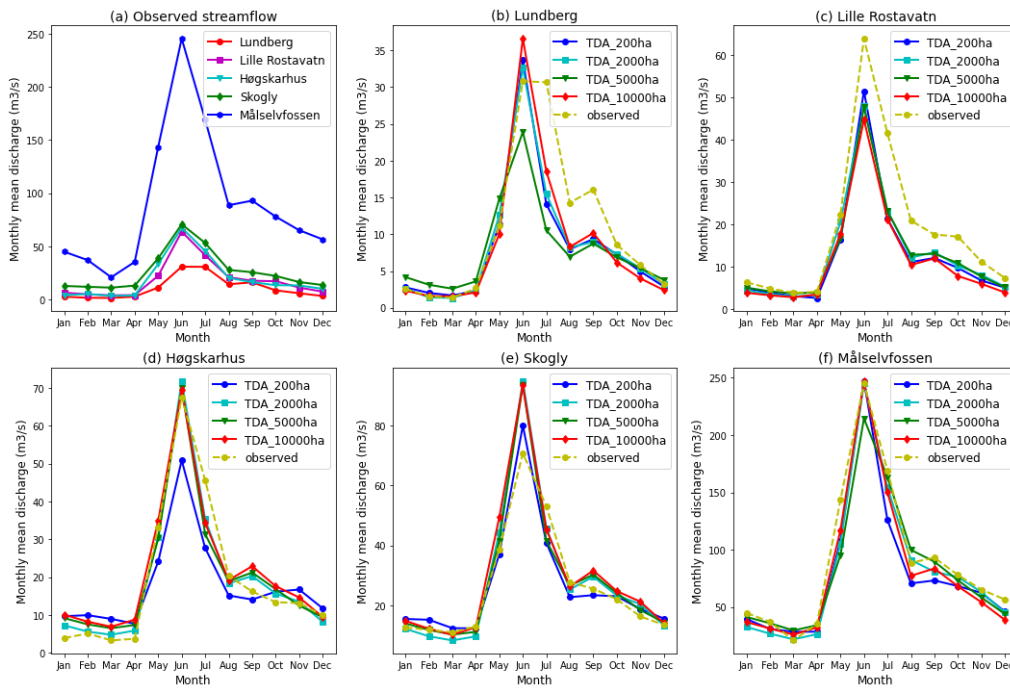 (a) Observed streamflow
Monthly mean discharge (m3/s)
250
200
150
100
50
0
Lundberg
Lille Rostavatn
Høgskarhus
Skogly
Målselvfossen
Jan Feb Mar Apr May Jun Jul Aug Sep Oct Nov Dec
Month
(b) Lundberg
Monthly mean discharge (m3/s)
35
30
25
20
15
10
5
0
TDA_200ha
TDA_2000ha
TDA_5000ha
TDA_10000ha
observed
Jan Feb Mar Apr May Jun Jul Aug Sep Oct Nov Dec
Month
(c) Lille Rostavatn
Monthly mean discharge (m3/s)
60
50
40
30
20
10
0
TDA_200ha
TDA_2000ha
TDA_5000ha
TDA_10000ha
observed
Jan Feb Mar Apr May Jun Jul Aug Sep Oct Nov Dec
Month
(d) Høgskarhus
Monthly mean discharge (m3/s)
70
60
50
40
30
20
10
0
TDA_200ha
TDA_2000ha
TDA_5000ha
TDA_10000ha
observed
Jan Feb Mar Apr May Jun Jul Aug Sep Oct Nov Dec
Month
(e) Skogly
Monthly mean discharge (m3/s)
80
60
40
20
TDA_200ha
TDA_2000ha
TDA_5000ha
TDA_10000ha
observed
Jan Feb Mar Apr May Jun Jul Aug Sep Oct Nov Dec
Month
(f) Målselvfossen
Monthly mean discharge (m3/s)
250
200
150
100
50
TDA_200ha
TDA_2000ha
TDA_5000ha
TDA_10000ha
observed
Jan Feb Mar Apr May Jun Jul Aug Sep Oct Nov Dec
Month